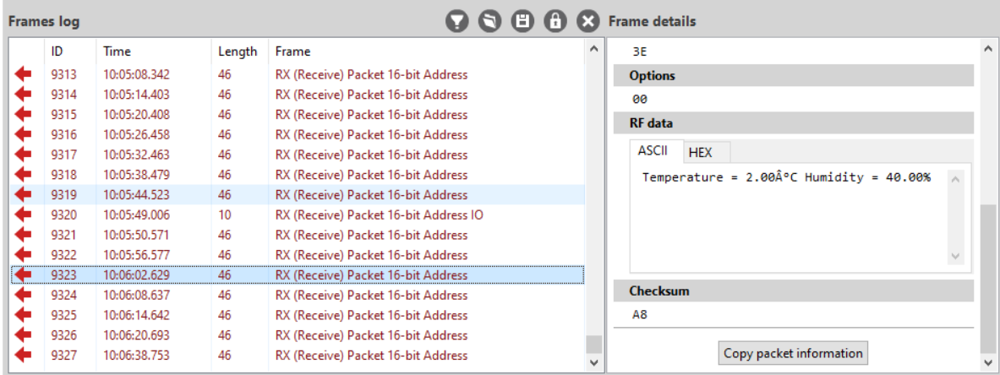 Frames log
ID Time Length Frame
9313 10:05:08.342 46 RX (Receive) Packet 16-bit Address
9314 10:05:14.403 46 RX (Receive) Packet 16-bit Address
9315 10:05:20.408 46 RX (Receive) Packet 16-bit Address
9316 10:05:26.458 46 RX (Receive) Packet 16-bit Address
9317 10:05:32.463 46 RX (Receive) Packet 16-bit Address
9318 10:05:38.479 46 RX (Receive) Packet 16-bit Address
9319 10:05:44.523 46 RX (Receive) Packet 16-bit Address
9320 10:05:49.006 10 RX (Receive) Packet 16-bit Address IO
9321 10:05:50.571 46 RX (Receive) Packet 16-bit Address
9322 10:05:56.577 46 RX (Receive) Packet 16-bit Address
9323 10:06:02.629 46 RX (Receive) Packet 16-bit Address
9324 10:06:08.637 46 RX (Receive) Packet 16-bit Address
9325 10:06:14.642 46 RX (Receive) Packet 16-bit Address
9326 10:06:20.693 46 RX (Receive) Packet 16-bit Address
9327 10:06:38.753 46 RX (Receive) Packet 16-bit Address
Frame details
3E
Options
00
RF data
ASCII HEX
Temperature = 2.00Â°C Humidity = 40.00%
Checksum
A8
Copy packet information